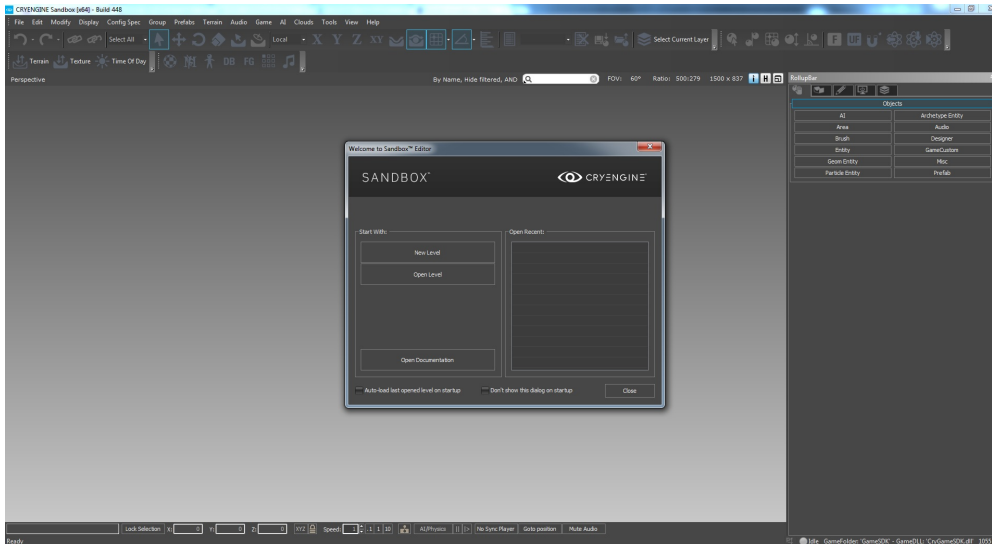 CRYENGINE Sandbox [x64] - Build 448
File Edit Modify Display Config Spec Group Prefabs Terrain Audio Game AI Clouds Tools View Help
Select All Local X Y Z XY Select Current Layer
Terrain Texture Time Of Day DB FG
Perspective By Name, Hide filtered, AND FOV: 60° Ratio: 500:279 1500 x 837 i H RollupBar
Objects
AI Archetype Entity
Area Audio
Brush Designer
Entity GameCustom
Geom Entity Misc
Particle Entity Prefab
Welcome to Sandbox™ Editor
SANDBOX™ CRYENGINE®
Start With: Open Recent:
New Level
Open Level
Open Documentation
Auto-load last opened level on startup Don't show this dialog on startup Close
Lock Selection X: 0 Y: 0 Z: 0 XYZ Speed: 1 .1 1 10 AI/Physics No Sync Player Goto position Mute Audio
Ready Idle GameFolder: 'GameSDK' - GameDLL: 'CryGameSDK.dll' 1055